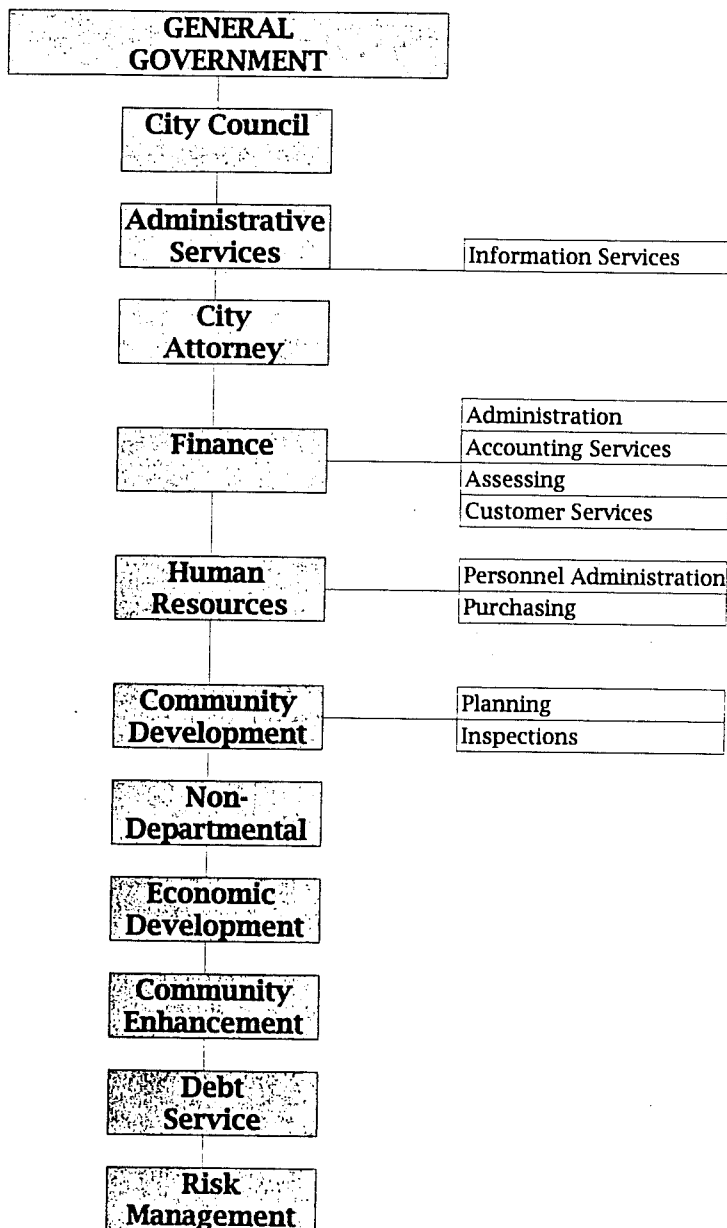 GENERAL
GOVERNMENT
City Council
Administrative
Services
Information Services
City
Attorney
Finance
Administration
Accounting Services
Assessing
Customer Services
Human
Resources
Personnel Administration
Purchasing
Community
Development
Planning
Inspections
Non-
Departmental
Economic
Development
Community
Enhancement
Debt
Service
Risk
Management